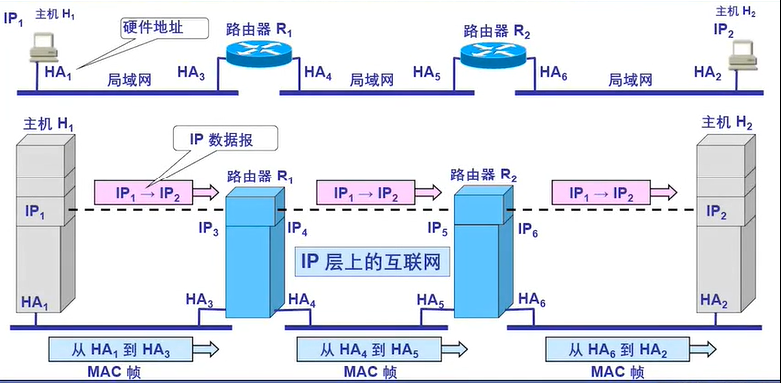 IP₁ 主机 H₁
硬件地址
路由器 R₁
路由器 R₂
主机 H₂
IP₂
HA₁
HA₃
HA₄
HA₅
HA₆
HA₂
局域网
局域网
局域网
主机 H₁
IP 数据报
路由器 R₁
路由器 R₂
主机 H₂
IP₁ → IP₂
IP₁ → IP₂
IP₁ → IP₂
IP₁
IP₃
IP₄
IP₅
IP₆
IP₂
IP 层上的互联网
HA₁
HA₃
HA₄
HA₅
HA₆
HA₂
从 HA₁ 到 HA₃
从 HA₄ 到 HA₅
从 HA₆ 到 HA₂
MAC 帧
MAC 帧
MAC 帧